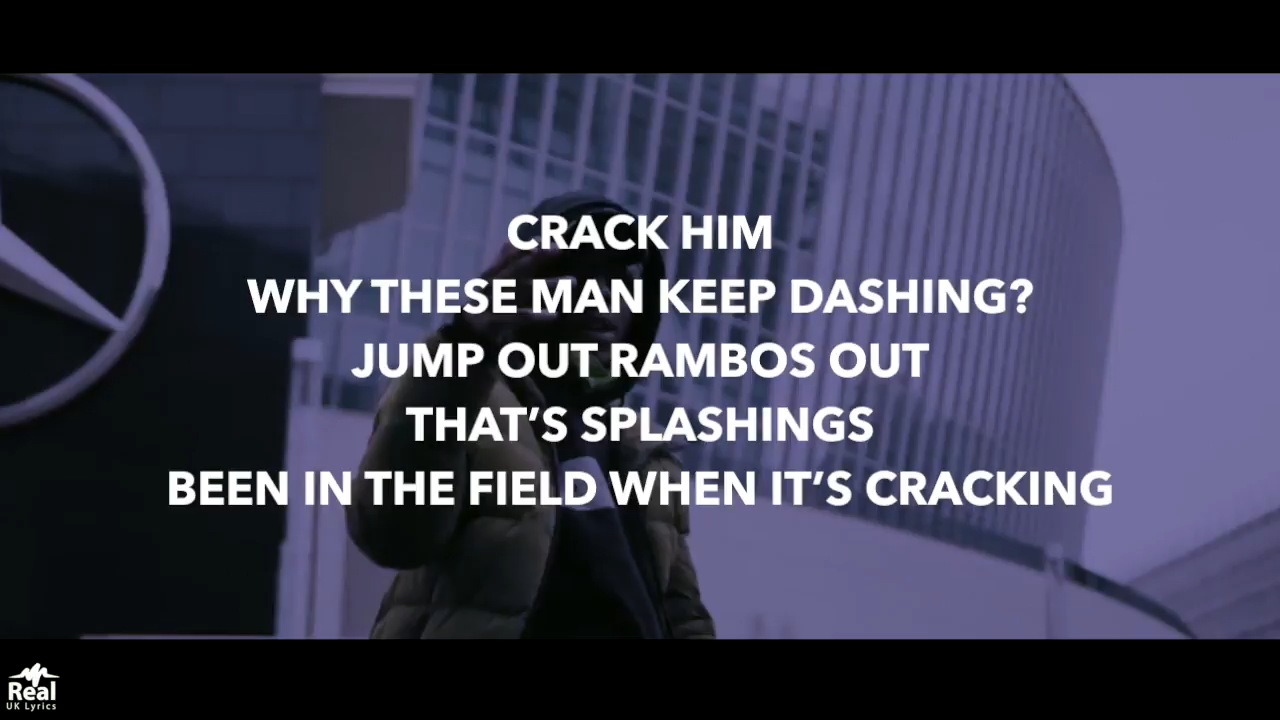 CRACK HIM
WHY THESE MAN KEEP DASHING?
JUMP OUT RAMBOS OUT
THAT’S SPLASHINGS
BEEN IN THE FIELD WHEN IT’S CRACKING
Real
UK Lyrics